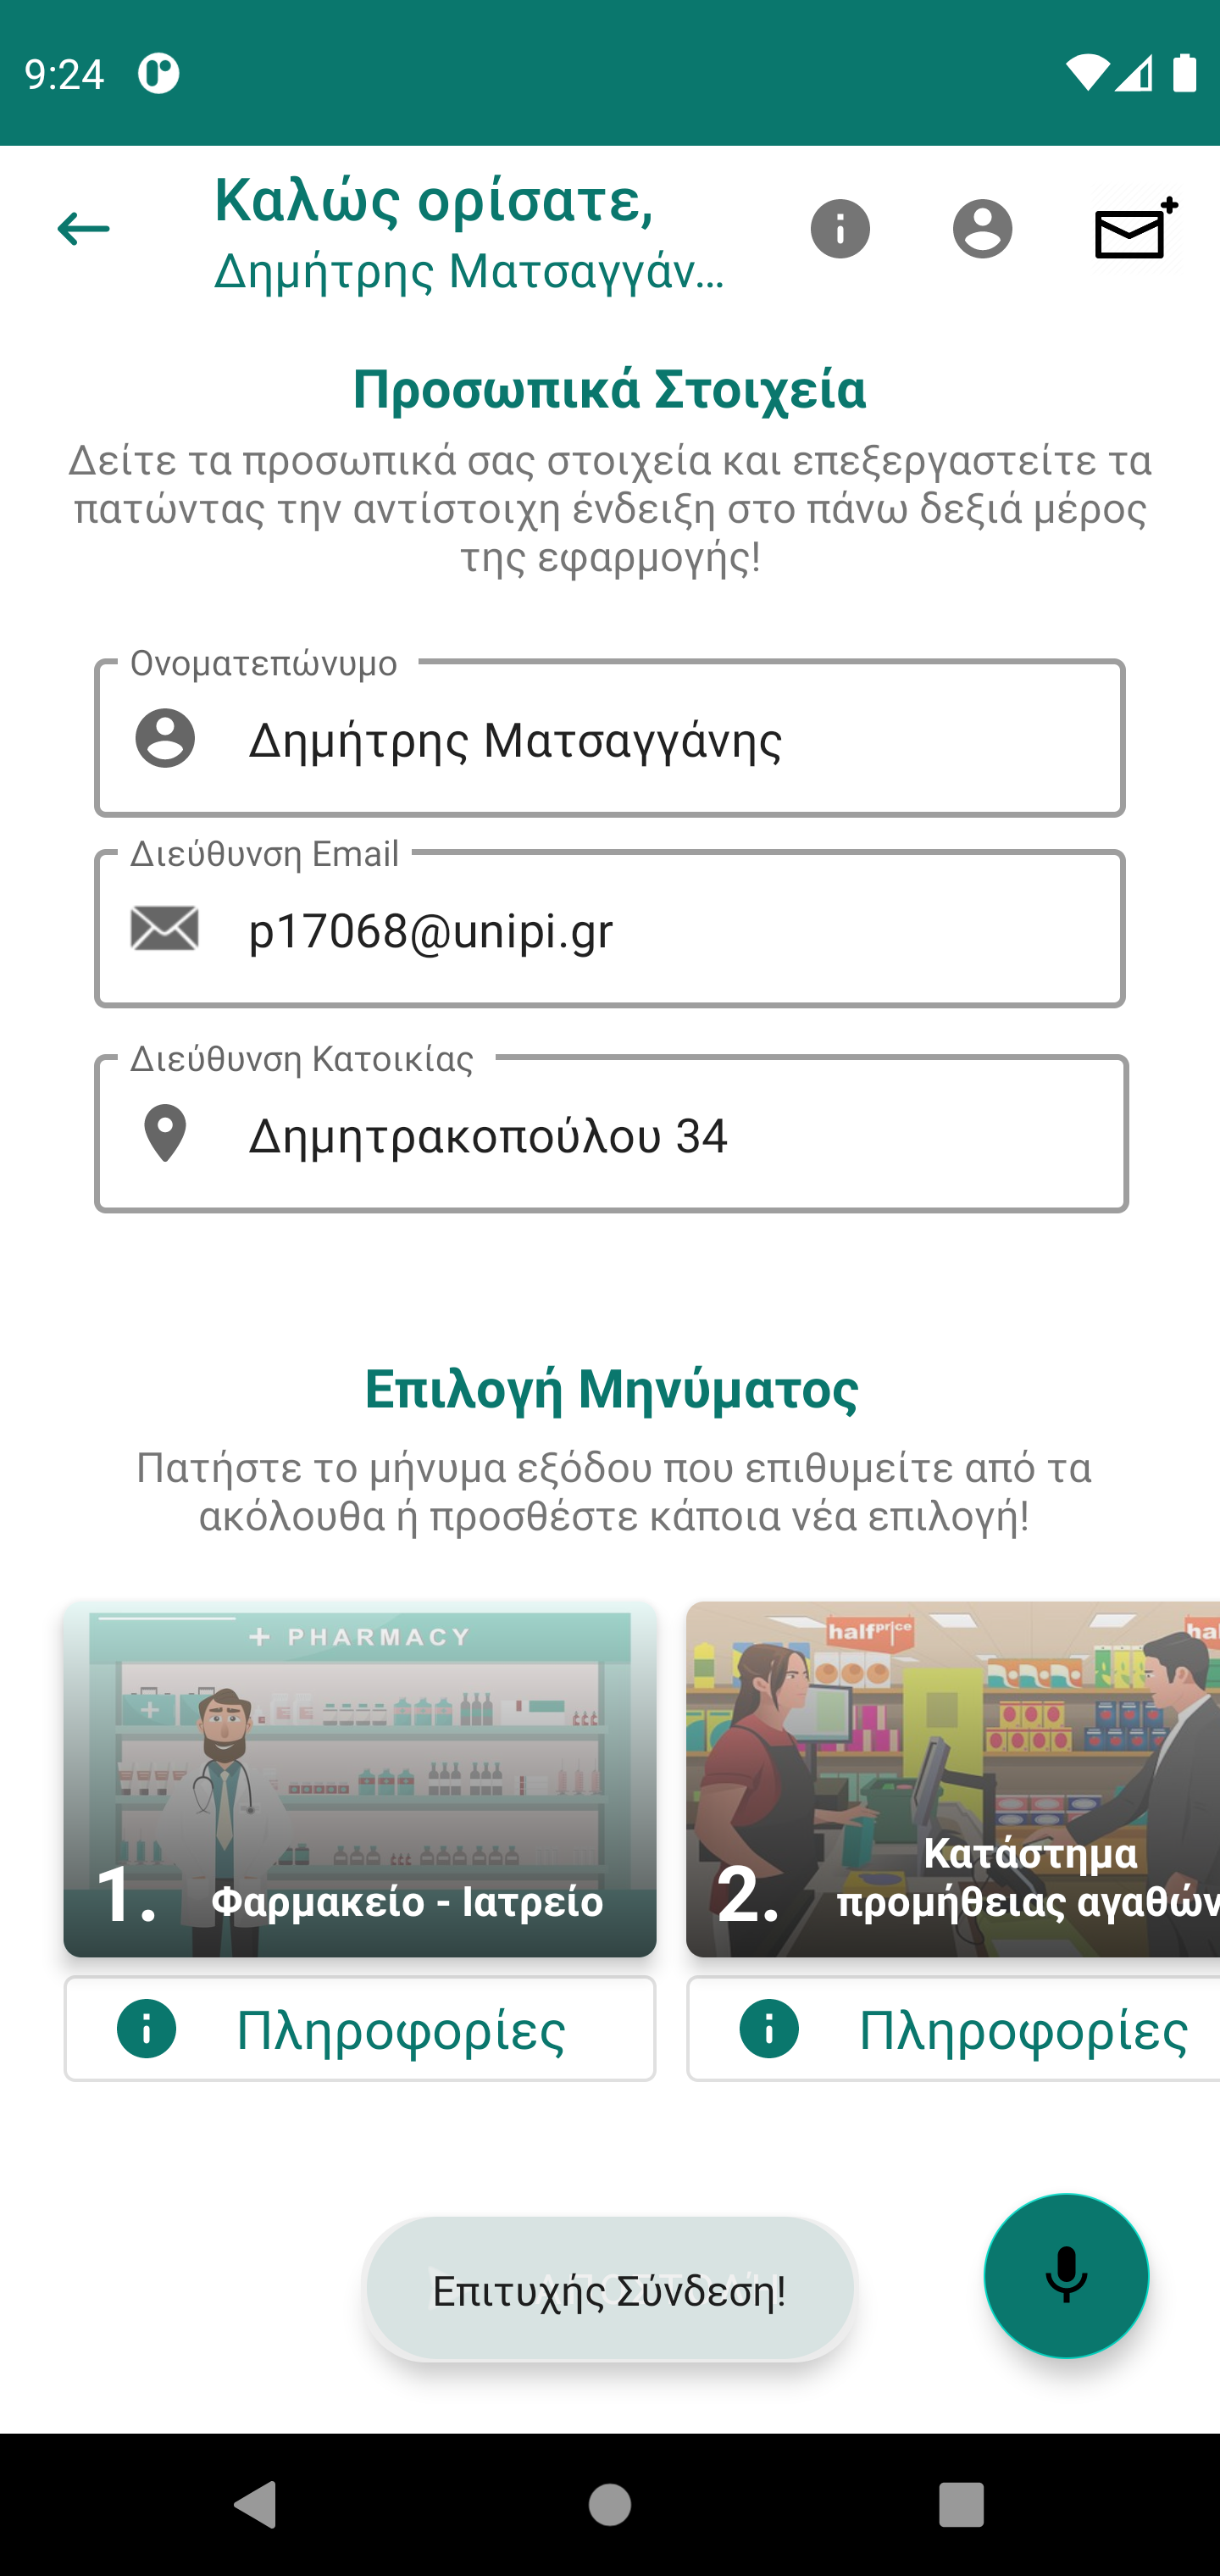 9:24
Καλώς ορίσατε,
Δημήτρης Ματσαγγάν...
Προσωπικά Στοιχεία
Δείτε τα προσωπικά σας στοιχεία και επεξεργαστείτε τα
πατώντας την αντίστοιχη ένδειξη στο πάνω δεξιά μέρος
της εφαρμογής!
Ονοματεπώνυμο
Δημήτρης Ματσαγγάνης
Διεύθυνση Email
p17068@unipi.gr
Διεύθυνση Κατοικίας
Δημητρακοπούλου 34
Επιλογή Μηνύματος
Πατήστε το μήνυμα εξόδου που επιθυμείτε από τα
ακόλουθα ή προσθέστε κάποια νέα επιλογή!
+ PHARMACY
1. Φαρμακείο - Ιατρείο
halfprice
ha
2. Κατάστημα
προμήθειας αγαθών
Πληροφορίες
Πληροφορίες
Επιτυχής Σύνδεση!